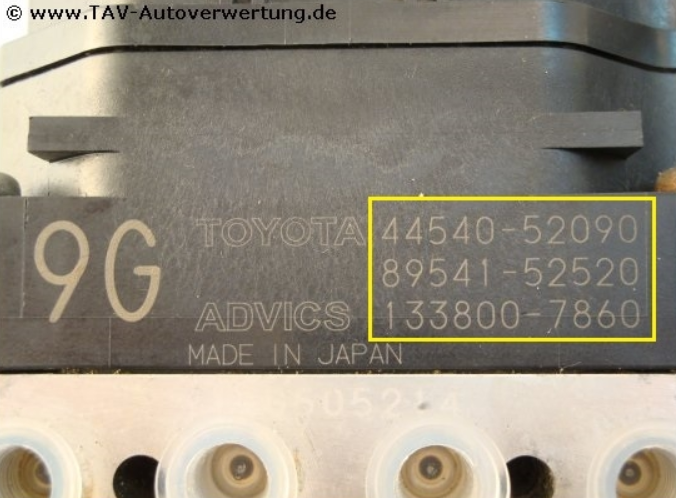 © www.TAV-Autoverwertung.de
9G
TOYOTA 44540-52090
89541-52520
ADVICS 133800-7860
MADE IN JAPAN